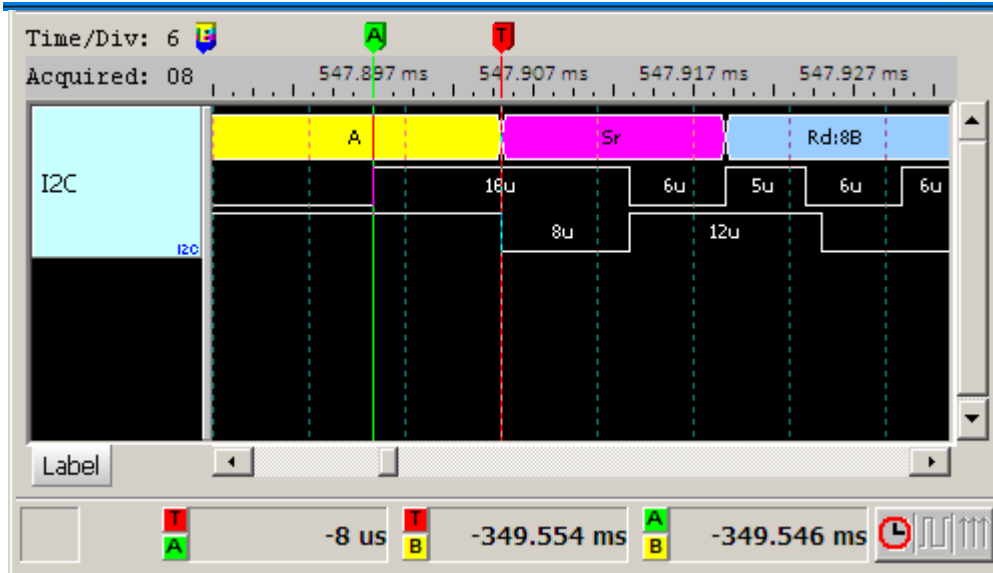 Time/Div: 6 B A T
Acquired: 08 547.897 ms 547.907 ms 547.917 ms 547.927 ms
A Sr Rd:8B
I2C 16u 6u 5u 6u 6u
8u 12u
I2C
Label
T A -8 us T B -349.554 ms A B -349.546 ms